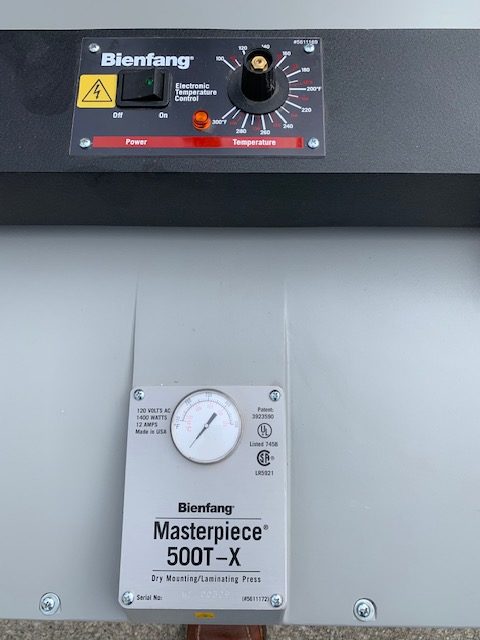 Bienfang®
#5611169
Electronic
Temperature
Control
Off On
100
120
140
160
180
200°F
220
240
260
280
300°F
Power Temperature
120 VOLTS AC
1400 WATTS
12 AMPS
Made in USA
Patent:
3923590
UL
Listed 745B
LR5921
Bienfang®
Masterpiece®
500T–X
Dry Mounting/Laminating Press
Serial No:
(#5611172)